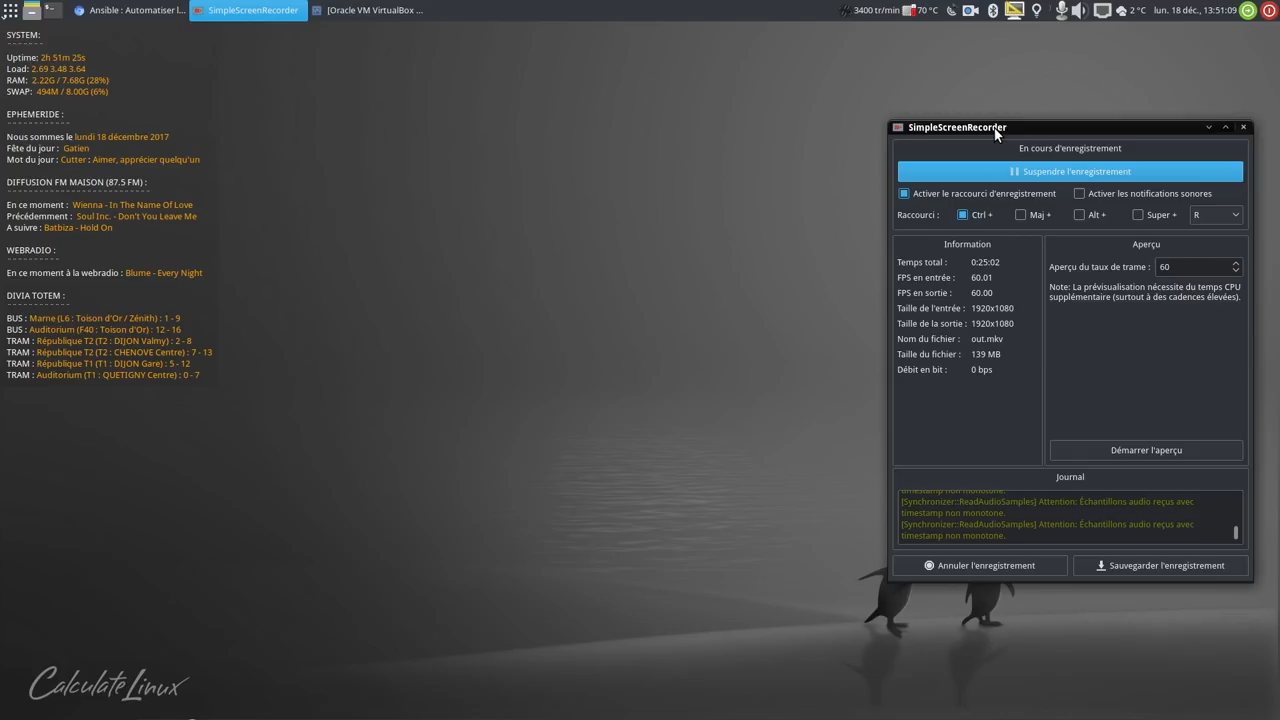 Ansible : Automatiser l...
SimpleScreenRecorder
[Oracle VM VirtualBox ...
3400 tr/min
70 °C
2 °C
lun. 18 déc., 13:51:09
SYSTEM:
Uptime: 2h 51m 25s
Load: 2.69 3.48 3.64
RAM: 2.22G / 7.68G (28%)
SWAP: 494M / 8.00G (6%)
EPHEMERIDE :
Nous sommes le lundi 18 décembre 2017
Fête du jour : Gatien
Mot du jour : Cutter : Aimer, apprécier quelqu'un
DIFFUSION FM MAISON (87.5 FM) :
En ce moment : Wienna - In The Name Of Love
Précédemment : Soul Inc. - Don't You Leave Me
A suivre : Batbiza - Hold On
WEBRADIO :
En ce moment à la webradio : Blume - Every Night
DIVIA TOTEM :
BUS : Marne (L6 : Toison d'Or / Zénith) : 1 - 9
BUS : Auditorium (F40 : Toison d'Or) : 12 - 16
TRAM : République T2 (T2 : DIJON Valmy) : 2 - 8
TRAM : République T2 (T2 : CHENOVE Centre) : 7 - 13
TRAM : République T1 (T1 : DIJON Gare) : 5 - 12
TRAM : Auditorium (T1 : QUETIGNY Centre) : 0 - 7
SimpleScreenRecorder
En cours d'enregistrement
Suspendre l'enregistrement
Activer le raccourci d'enregistrement
Activer les notifications sonores
Raccourci :
Ctrl +
Maj +
Alt +
Super +
R
Information
Temps total : 0:25:02
FPS en entrée : 60.01
FPS en sortie : 60.00
Taille de l'entrée : 1920x1080
Taille de la sortie : 1920x1080
Nom du fichier : out.mkv
Taille du fichier : 139 MB
Débit en bit : 0 bps
Aperçu
Aperçu du taux de trame : 60
Note: La prévisualisation nécessite du temps CPU
supplémentaire (surtout à des cadences élevées).
Démarrer l'aperçu
Journal
timestamp non monotone.
[Synchronizer::ReadAudioSamples] Attention: Échantillons audio reçus avec
timestamp non monotone.
[Synchronizer::ReadAudioSamples] Attention: Échantillons audio reçus avec
timestamp non monotone.
Annuler l'enregistrement
Sauvegarder l'enregistrement
Calculate Linux